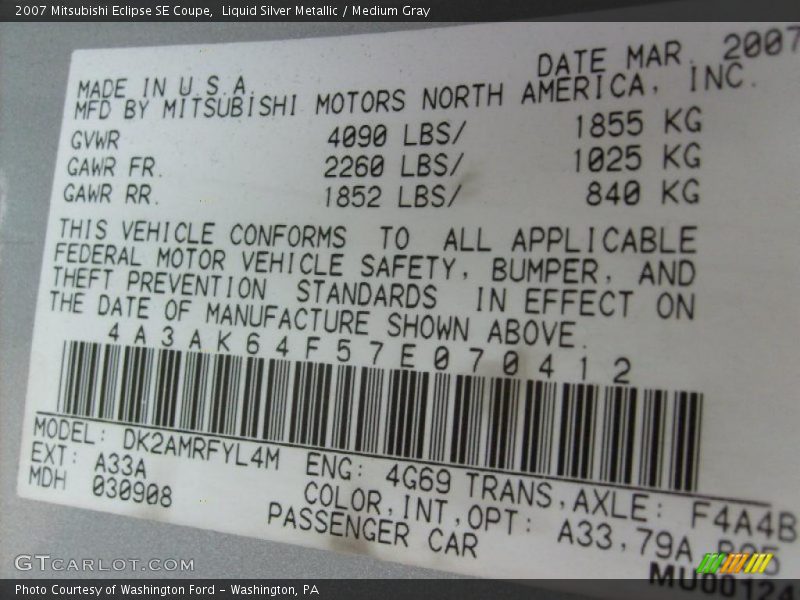 2007 Mitsubishi Eclipse SE Coupe, Liquid Silver Metallic / Medium Gray
DATE MAR. 2007
MADE IN U.S.A.
MFD BY MITSUBISHI MOTORS NORTH AMERICA, INC.
GVWR 4090 LBS/ 1855 KG
GAWR FR. 2260 LBS/ 1025 KG
GAWR RR. 1852 LBS/ 840 KG
THIS VEHICLE CONFORMS TO ALL APPLICABLE
FEDERAL MOTOR VEHICLE SAFETY, BUMPER, AND
THEFT PREVENTION STANDARDS IN EFFECT ON
THE DATE OF MANUFACTURE SHOWN ABOVE.
4A3AK64F57E070412
MODEL: DK2AMRFYL4M ENG: 4G69 TRANS,AXLE: F4A4B
EXT: A33A COLOR,INT,OPT: A33,79A
MDH 030908 PASSENGER CAR
GTcarlot.com
Photo Courtesy of Washington Ford - Washington, PA